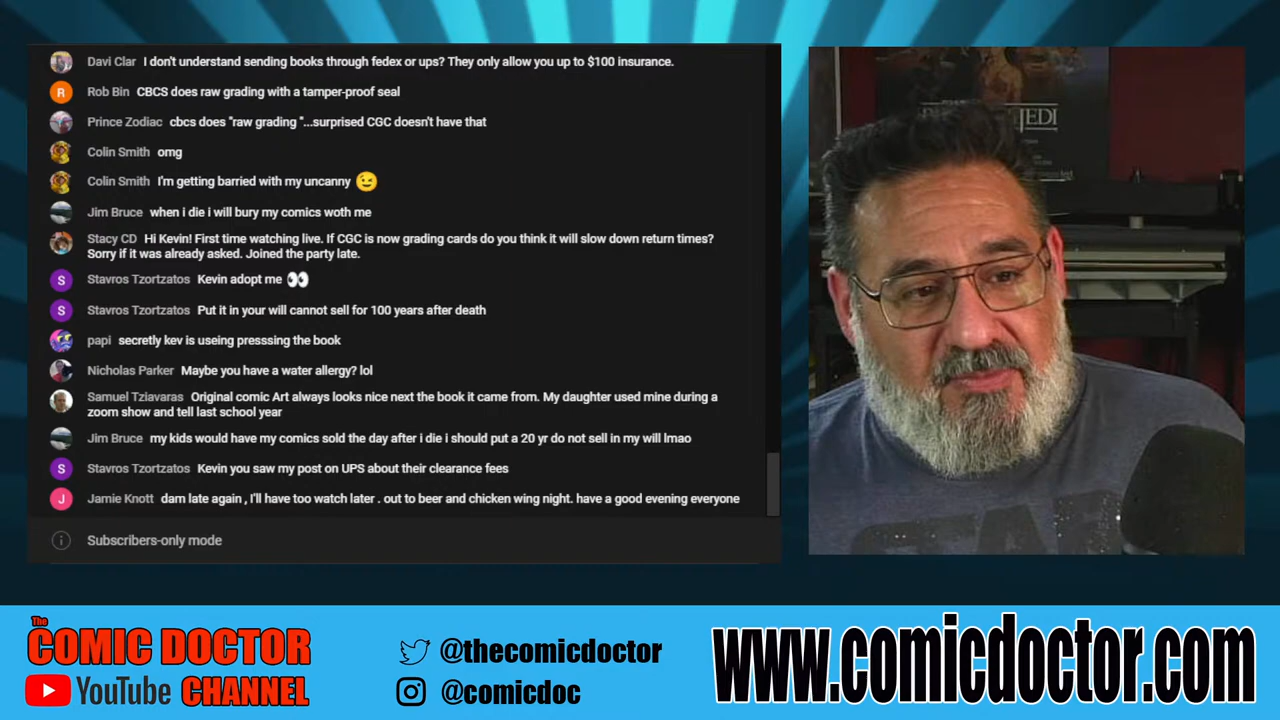 Davi Clar I don't understand sending books through fedex or ups? They only allow you up to $100 insurance.
R Rob Bin CBCS does raw grading with a tamper-proof seal
Prince Zodiac cbcs does "raw grading "...surprised CGC doesn't have that
Colin Smith omg
Colin Smith I'm getting barried with my uncanny 😉
Jim Bruce when i die i will bury my comics woth me
Stacy CD Hi Kevin! First time watching live. If CGC is now grading cards do you think it will slow down return times?
Sorry if it was already asked. Joined the party late.
S Stavros Tzortzatos Kevin adopt me 👀
S Stavros Tzortzatos Put it in your will cannot sell for 100 years after death
papi secretly kev is useing presssing the book
Nicholas Parker Maybe you have a water allergy? lol
Samuel Tziavaras Original comic Art always looks nice next the book it came from. My daughter used mine during a
zoom show and tell last school year
Jim Bruce my kids would have my comics sold the day after i die i should put a 20 yr do not sell in my will lmao
S Stavros Tzortzatos Kevin you saw my post on UPS about their clearance fees
J Jamie Knott dam late again , I'll have too watch later . out to beer and chicken wing night. have a good evening everyone
Subscribers-only mode
JEDI
The
COMIC DOCTOR
YouTube CHANNEL
@thecomicdoctor
@comicdoc
www.comicdoctor.com